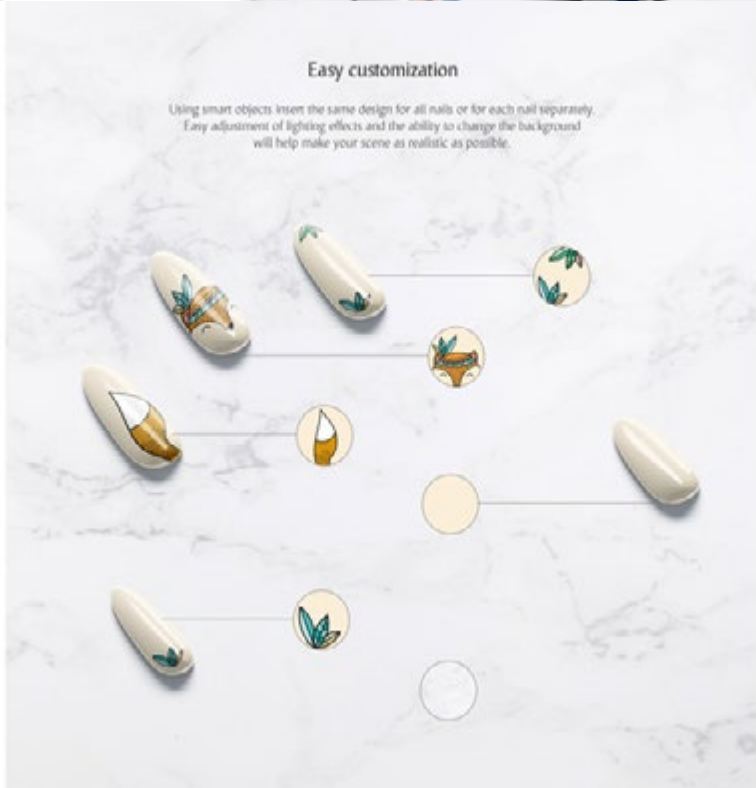 Easy customization
Using smart objects insert the same design for all nails or for each nail separately.
Easy adjustment of lighting effects and the ability to change the background
will help make your scene as realistic as possible.